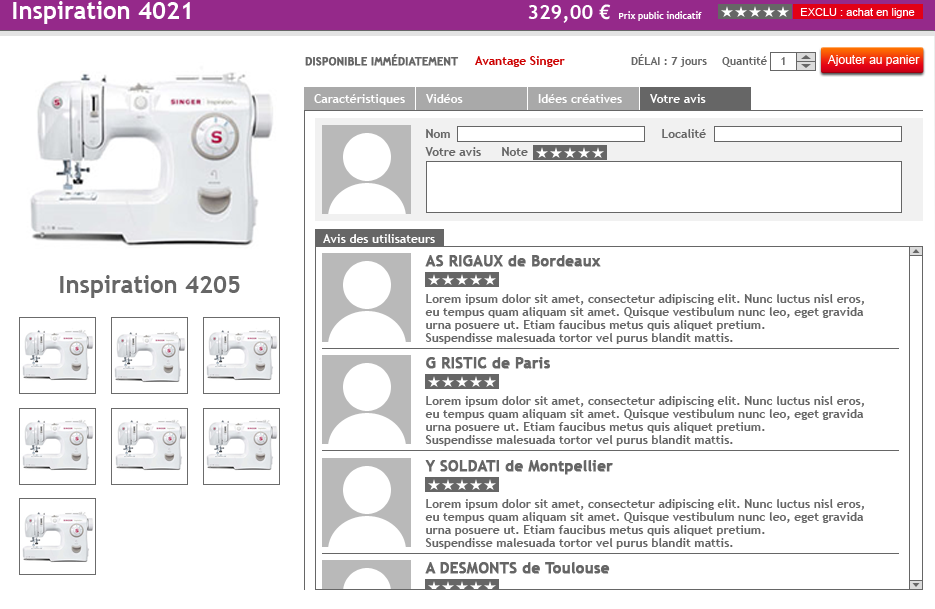 Inspiration 4021
329,00 € Prix public indicatif EXCLU : achat en ligne
DISPONIBLE IMMÉDIATEMENT Avantage Singer DÉLAI : 7 jours Quantité 1 Ajouter au panier
SINGER inspiration...
S
Inspiration 4205
Caractéristiques Vidéos Idées créatives Votre avis
Nom Localité
Votre avis Note
Avis des utilisateurs
AS RIGAUX de Bordeaux
Lorem ipsum dolor sit amet, consectetur adipiscing elit. Nunc luctus nisl eros,
eu tempus quam aliquam sit amet. Quisque vestibulum nunc leo, eget gravida
urna posuere ut. Etiam faucibus metus quis aliquet pretium.
Suspendisse malesuada tortor vel purus blandit mattis.
G RISTIC de Paris
Lorem ipsum dolor sit amet, consectetur adipiscing elit. Nunc luctus nisl eros,
eu tempus quam aliquam sit amet. Quisque vestibulum nunc leo, eget gravida
urna posuere ut. Etiam faucibus metus quis aliquet pretium.
Suspendisse malesuada tortor vel purus blandit mattis.
Y SOLDATI de Montpellier
Lorem ipsum dolor sit amet, consectetur adipiscing elit. Nunc luctus nisl eros,
eu tempus quam aliquam sit amet. Quisque vestibulum nunc leo, eget gravida
urna posuere ut. Etiam faucibus metus quis aliquet pretium.
Suspendisse malesuada tortor vel purus blandit mattis.
A DESMONTS de Toulouse